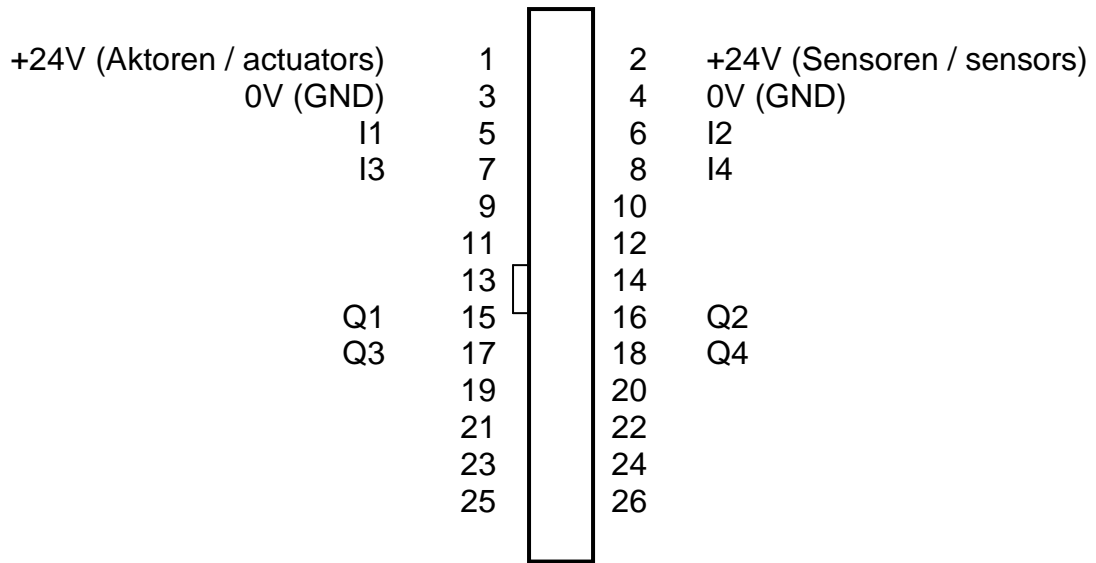 +24V (Aktoren / actuators) 1 2 +24V (Sensoren / sensors)
0V (GND) 3 4 0V (GND)
I1 5 6 I2
I3 7 8 I4
9 10
11 12
13 14
Q1 15 16 Q2
Q3 17 18 Q4
19 20
21 22
23 24
25 26